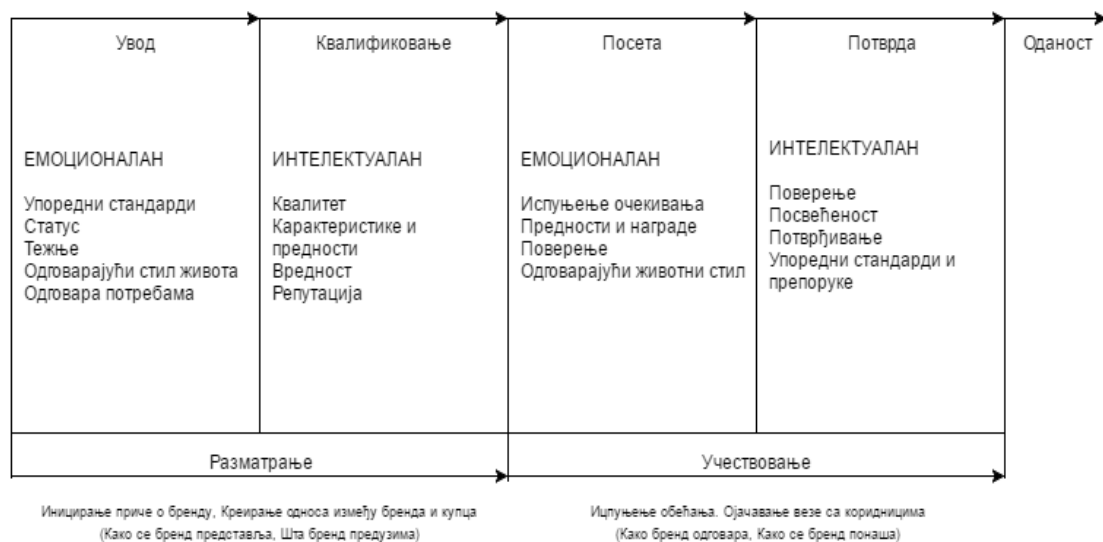 Увод
Квалификовање
Посета
Потврда
Оданост
ЕМОЦИОНАЛАН
Упоредни стандарди
Статус
Тежње
Одговарајући стил живота
Одговара потребама
ИНТЕЛЕКТУАЛАН
Квалитет
Карактеристике и
предности
Вредност
Репутација
ЕМОЦИОНАЛАН
Испуњење очекивања
Предности и награде
Поверење
Одговарајући животни стил
ИНТЕЛЕКТУАЛАН
Поверење
Посвећеност
Потврђивање
Упоредни стандарди и
препоруке
Разматрање
Учествовање
Иницирање приче о бренду, Креирање односа између бренда и купца
(Како се бренд представља, Шта бренд предузима)
Ицпуњење обећања. Ојачавање везе са коридницима
(Како бренд одговара, Како се бренд понаша)